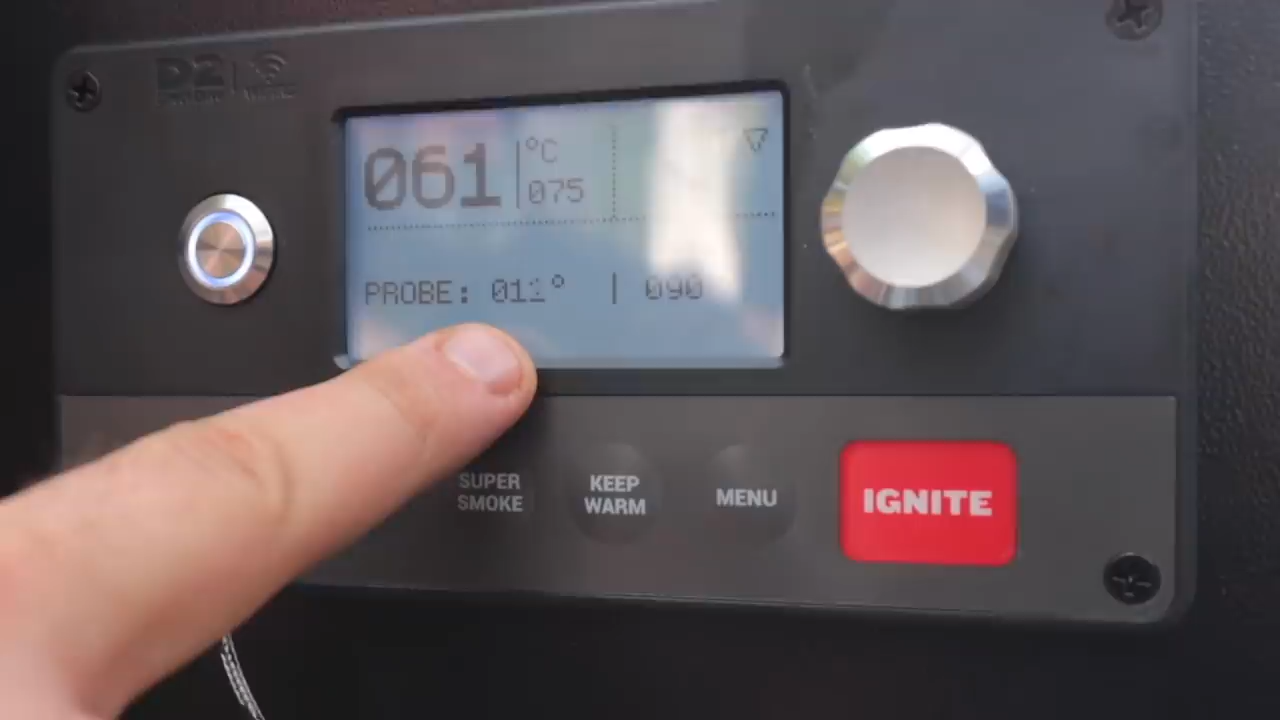 D2
061 °C
075
PROBE: 011° | 090
SUPER
SMOKE
KEEP
WARM
MENU
IGNITE